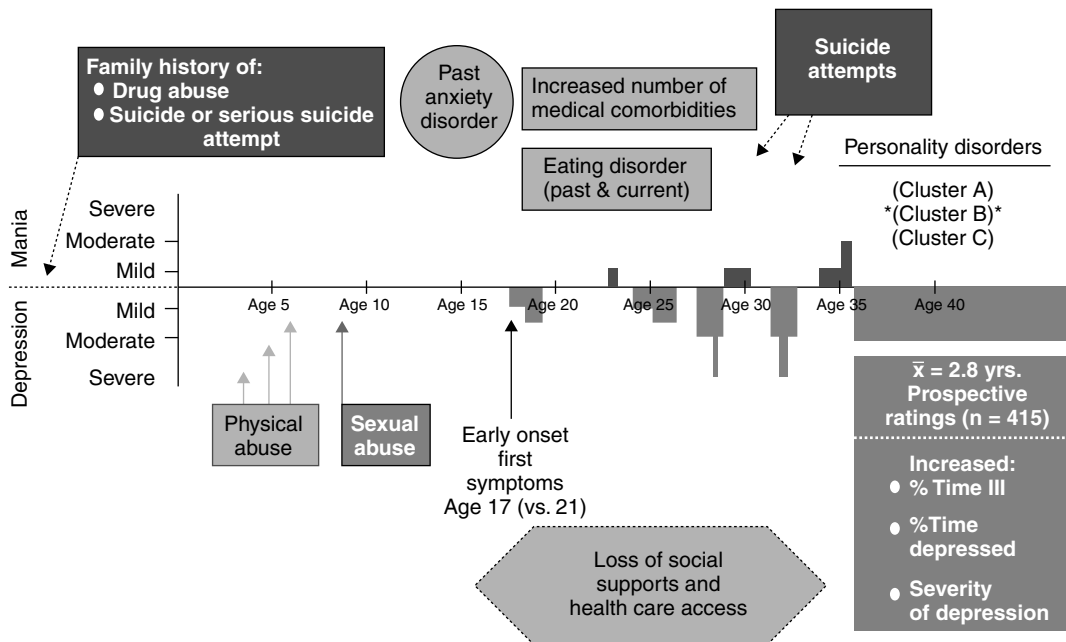 Family history of:
Drug abuse
Suicide or serious suicide
attempt
Past
anxiety
disorder
Increased number of
medical comorbidities
Eating disorder
(past & current)
Suicide
attempts
Personality disorders
(Cluster A)
*(Cluster B)*
(Cluster C)
Mania
Severe
Moderate
Mild
Depression
Mild
Moderate
Severe
Age 5
Age 10
Age 15
Age 20
Age 25
Age 30
Age 35
Age 40
Physical
abuse
Sexual
abuse
Early onset
first
symptoms
Age 17 (vs. 21)
Loss of social
supports and
health care access
x̄ = 2.8 yrs.
Prospective
ratings (n = 415)
Increased:
% Time III
%Time
depressed
Severity
of depression